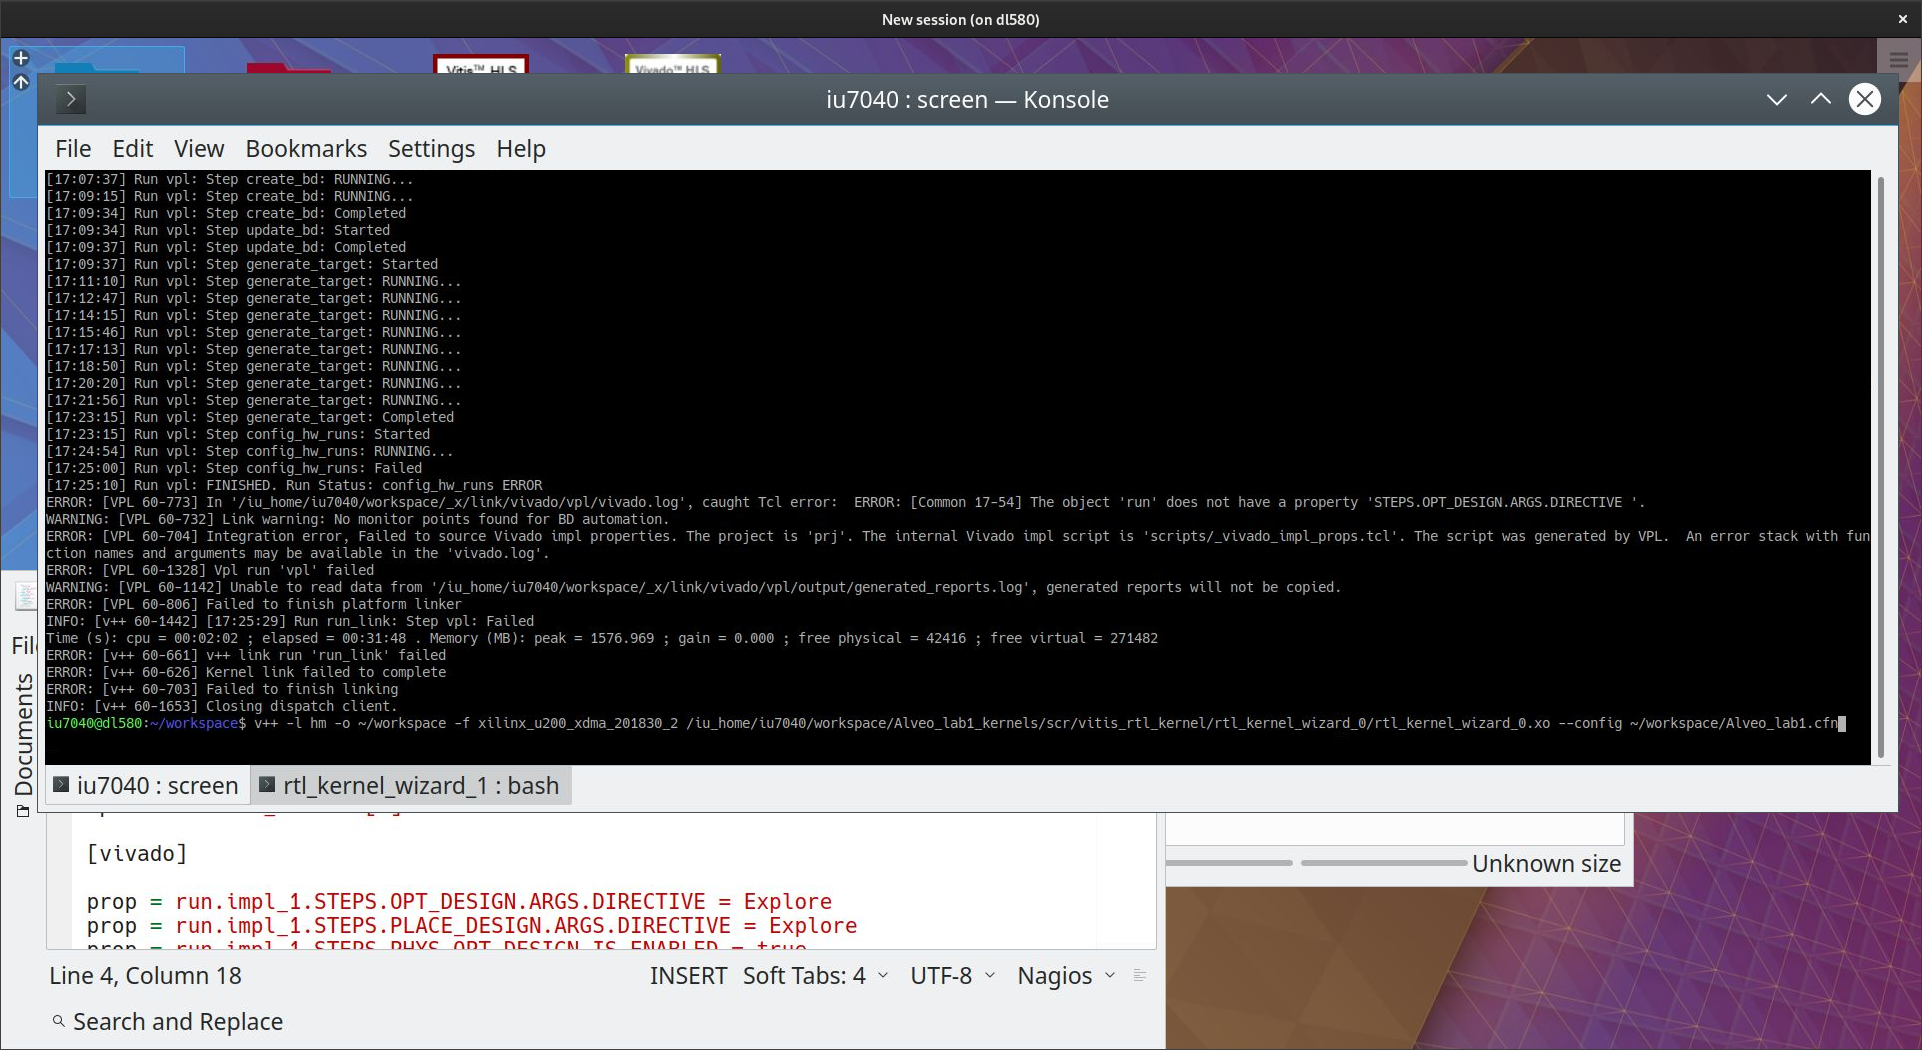 New session (on dl580)
Vitis™ HLS
Vivado™ HLS
iu7040 : screen — Konsole
File Edit View Bookmarks Settings Help
[17:07:37] Run vpl: Step create_bd: RUNNING...
[17:09:15] Run vpl: Step create_bd: RUNNING...
[17:09:34] Run vpl: Step create_bd: Completed
[17:09:34] Run vpl: Step update_bd: Started
[17:09:37] Run vpl: Step update_bd: Completed
[17:09:37] Run vpl: Step generate_target: Started
[17:11:10] Run vpl: Step generate_target: RUNNING...
[17:12:47] Run vpl: Step generate_target: RUNNING...
[17:14:15] Run vpl: Step generate_target: RUNNING...
[17:15:46] Run vpl: Step generate_target: RUNNING...
[17:17:13] Run vpl: Step generate_target: RUNNING...
[17:18:50] Run vpl: Step generate_target: RUNNING...
[17:20:20] Run vpl: Step generate_target: RUNNING...
[17:21:56] Run vpl: Step generate_target: RUNNING...
[17:23:15] Run vpl: Step generate_target: Completed
[17:23:15] Run vpl: Step config_hw_runs: Started
[17:24:54] Run vpl: Step config_hw_runs: RUNNING...
[17:25:00] Run vpl: Step config_hw_runs: Failed
[17:25:10] Run vpl: FINISHED. Run Status: config_hw_runs ERROR
ERROR: [VPL 60-773] In '/iu_home/iu7040/workspace/_x/link/vivado/vpl/vivado.log', caught Tcl error:  ERROR: [Common 17-54] The object 'run' does not have a property 'STEPS.OPT_DESIGN.ARGS.DIRECTIVE '.
WARNING: [VPL 60-732] Link warning: No monitor points found for BD automation.
ERROR: [VPL 60-704] Integration error, Failed to source Vivado impl properties. The project is 'prj'. The internal Vivado impl script is 'scripts/_vivado_impl_props.tcl'. The script was generated by VPL.  An error stack with fun
ction names and arguments may be available in the 'vivado.log'.
ERROR: [VPL 60-1328] Vpl run 'vpl' failed
WARNING: [VPL 60-1142] Unable to read data from '/iu_home/iu7040/workspace/_x/link/vivado/vpl/output/generated_reports.log', generated reports will not be copied.
ERROR: [VPL 60-806] Failed to finish platform linker
INFO: [v++ 60-1442] [17:25:29] Run run_link: Step vpl: Failed
Time (s): cpu = 00:02:02 ; elapsed = 00:31:48 . Memory (MB): peak = 1576.969 ; gain = 0.000 ; free physical = 42416 ; free virtual = 271482
ERROR: [v++ 60-661] v++ link run 'run_link' failed
ERROR: [v++ 60-626] Kernel link failed to complete
ERROR: [v++ 60-703] Failed to finish linking
INFO: [v++ 60-1653] Closing dispatch client.
iu7040@dl580:~/workspace$ v++ -l hm -o ~/workspace -f xilinx_u200_xdma_201830_2 /iu_home/iu7040/workspace/Alveo_lab1_kernels/scr/vitis_rtl_kernel/rtl_kernel_wizard_0/rtl_kernel_wizard_0.xo --config ~/workspace/Alveo_lab1.cfn
iu7040 : screen rtl_kernel_wizard_1 : bash
Documents
[vivado]
prop = run.impl_1.STEPS.OPT_DESIGN.ARGS.DIRECTIVE = Explore
prop = run.impl_1.STEPS.PLACE_DESIGN.ARGS.DIRECTIVE = Explore
prop = run.impl_1.STEPS.PHYS_OPT_DESIGN.IS_ENABLED = true
Unknown size
Line 4, Column 18 INSERT Soft Tabs: 4 UTF-8 Nagios
Search and Replace